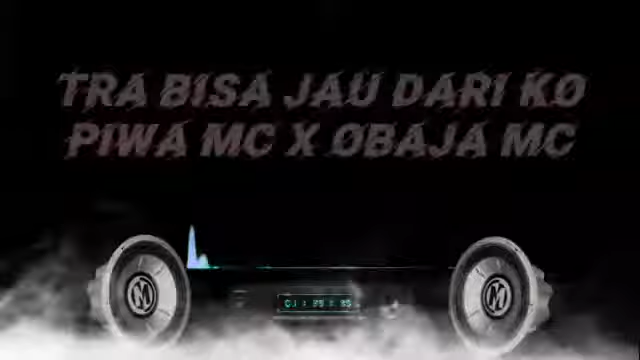 TRA BISA JAU DARI KO
PIWA MC X OBAJA MC
M
M